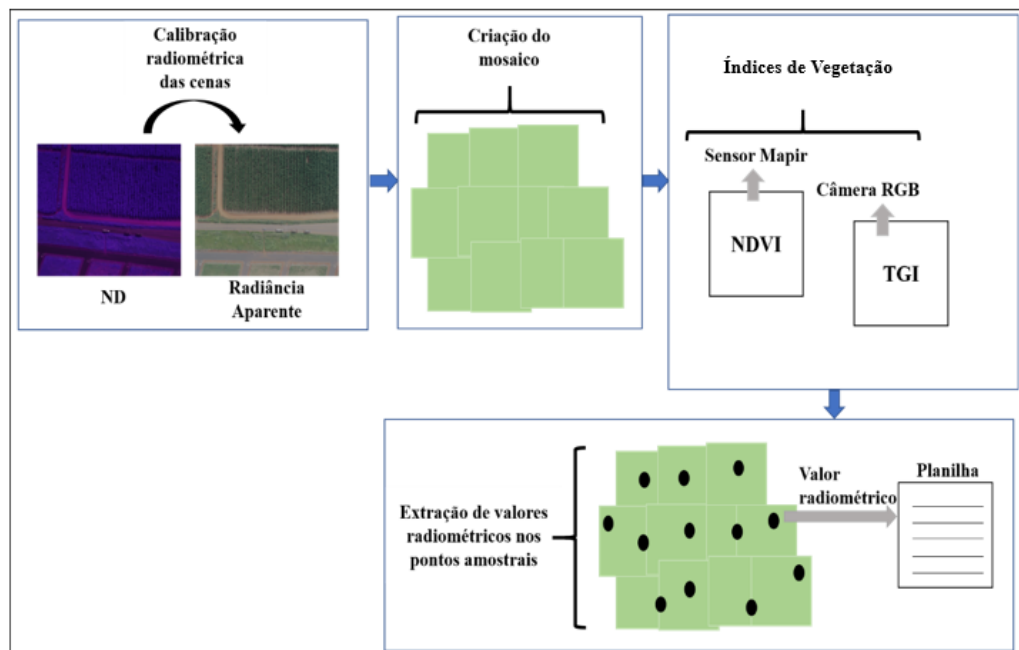 Calibração
radiométrica
das cenas
ND
Radiância
Aparente
Criação do
mosaico
Índices de Vegetação
Sensor Mapir
NDVI
Câmera RGB
TGI
Extração de valores
radiométricos nos
pontos amostrais
Valor
radiométrico
Planilha